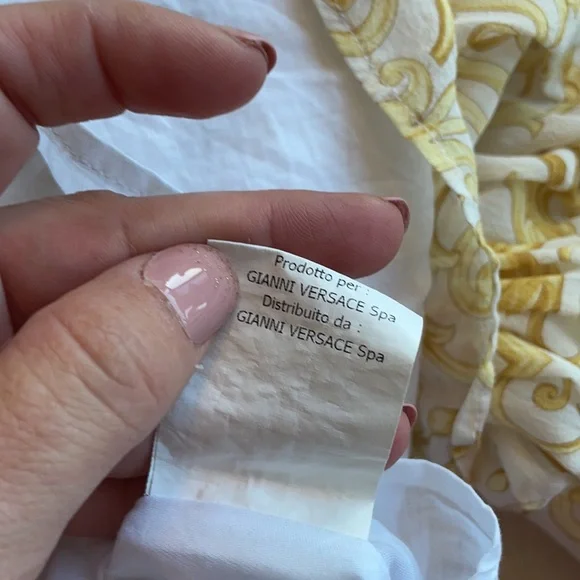 Prodotto per :
GIANNI VERSACE Spa
Distribuito da :
GIANNI VERSACE Spa